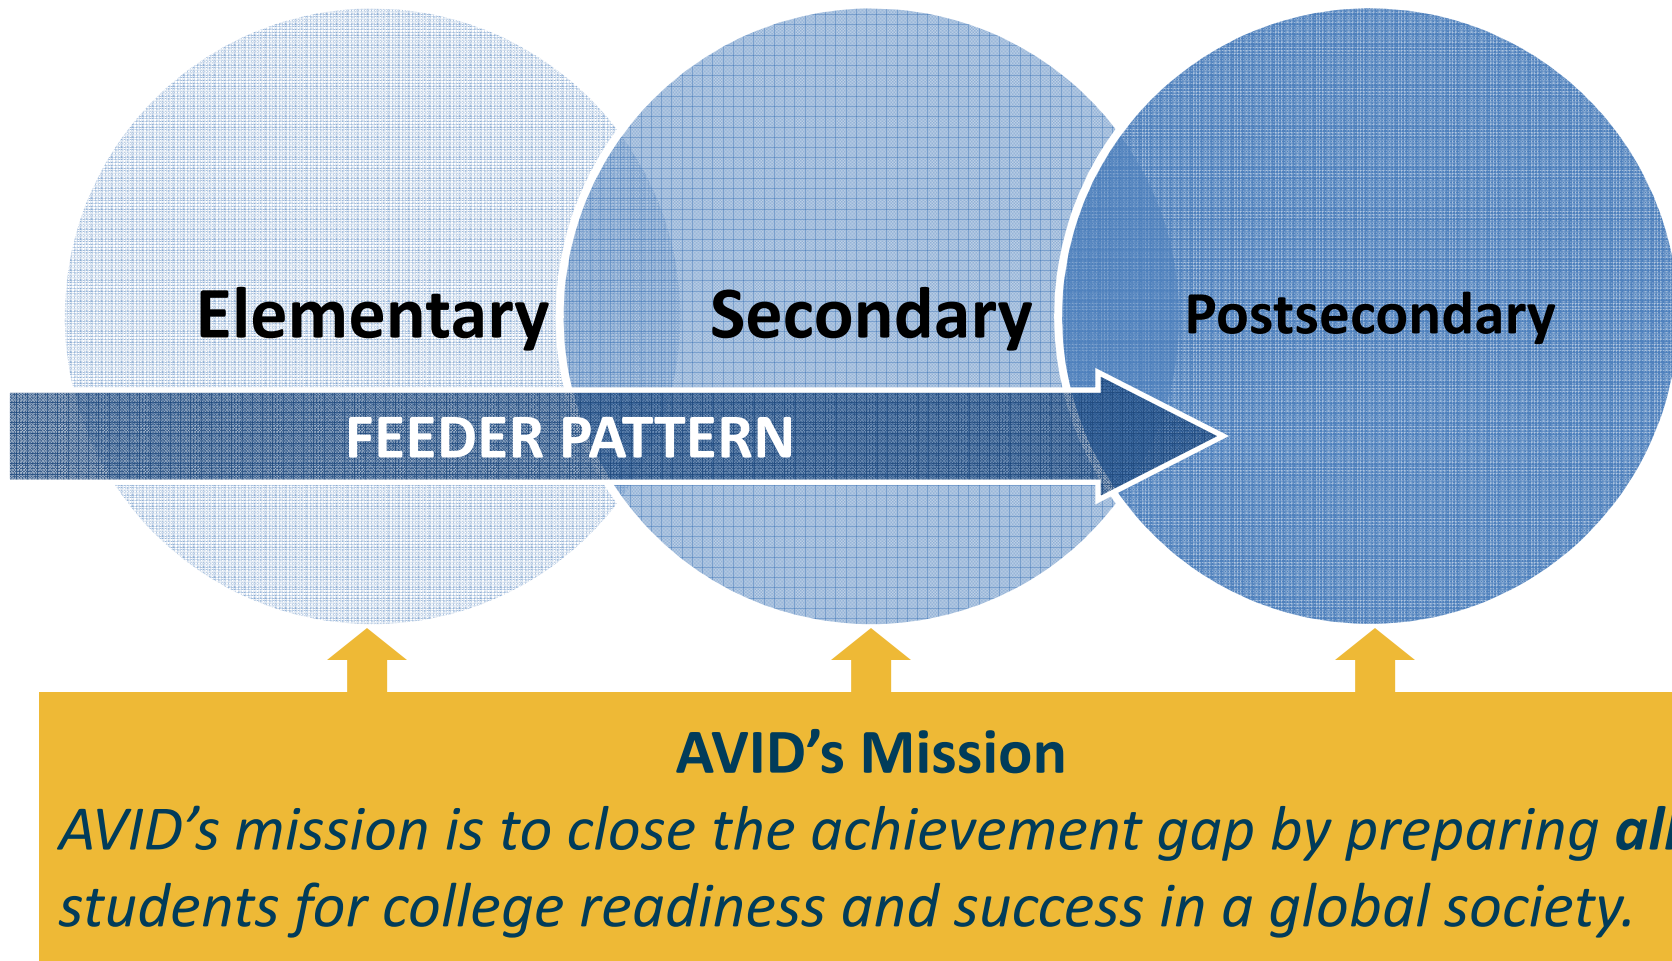 Elementary
Secondary
Postsecondary
FEEDER PATTERN
AVID’s Mission
AVID’s mission is to close the achievement gap by preparing all
students for college readiness and success in a global society.